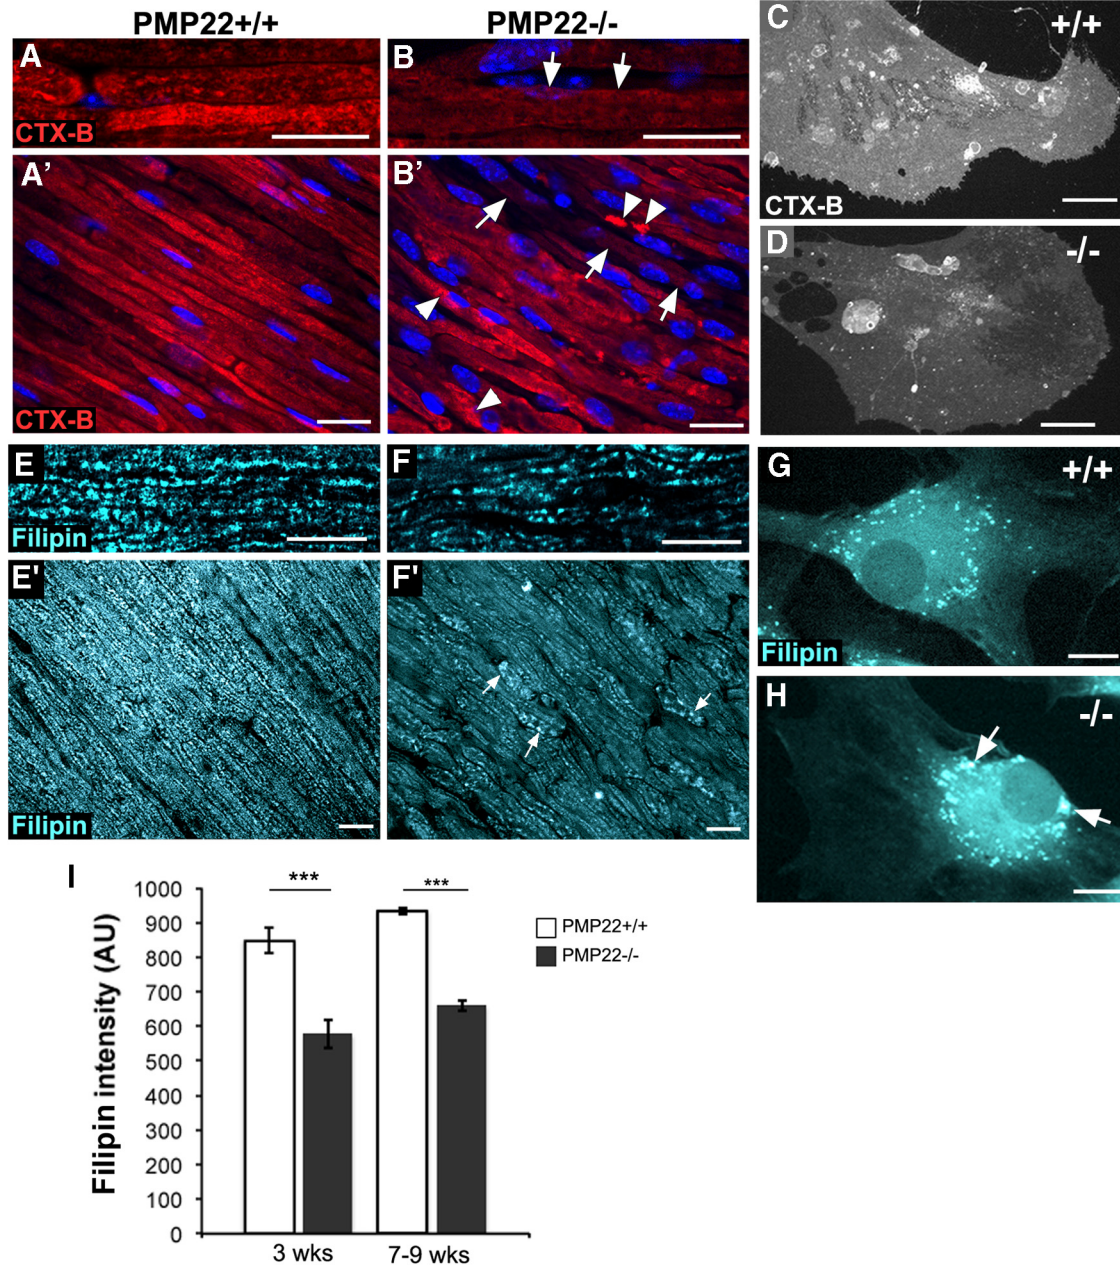 PMP22+/+
PMP22-/-
A
CTX-B
B
A'
CTX-B
B'
C
+/+
CTX-B
D
-/-
E
Filipin
F
E'
Filipin
F'
G
+/+
Filipin
H
-/-
I
Filipin intensity (AU)
1000
900
800
700
600
500
400
300
200
100
0
***
***
3 wks
7-9 wks
PMP22+/+
PMP22-/-